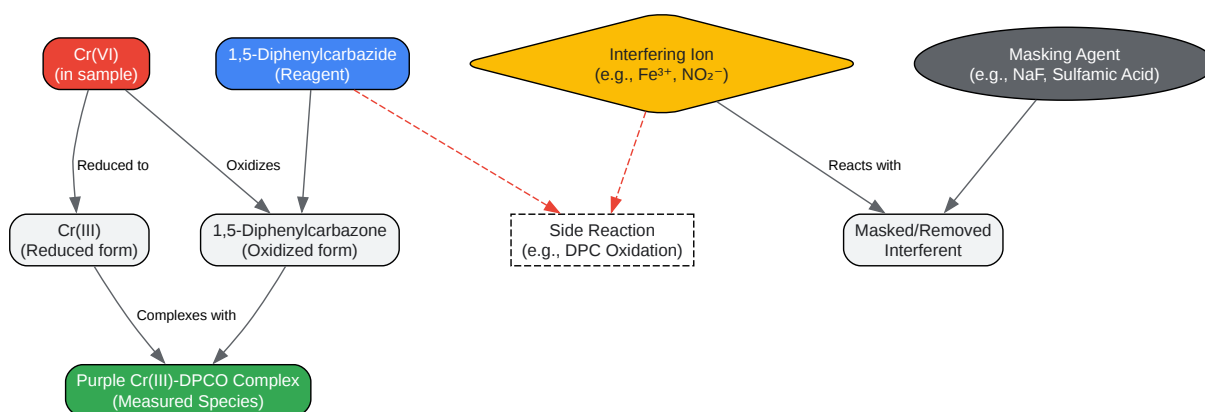 Cr(VI)
(in sample)
1,5-Diphenylcarbazide
(Reagent)
Interfering Ion
(e.g., Fe³⁺, NO₂⁻)
Masking Agent
(e.g., NaF, Sulfamic Acid)
Reduced to
Oxidizes
Reacts with
Cr(III)
(Reduced form)
1,5-Diphenylcarbazone
(Oxidized form)
Side Reaction
(e.g., DPC Oxidation)
Masked/Removed
Interferent
Complexes with
Purple Cr(III)-DPCO Complex
(Measured Species)